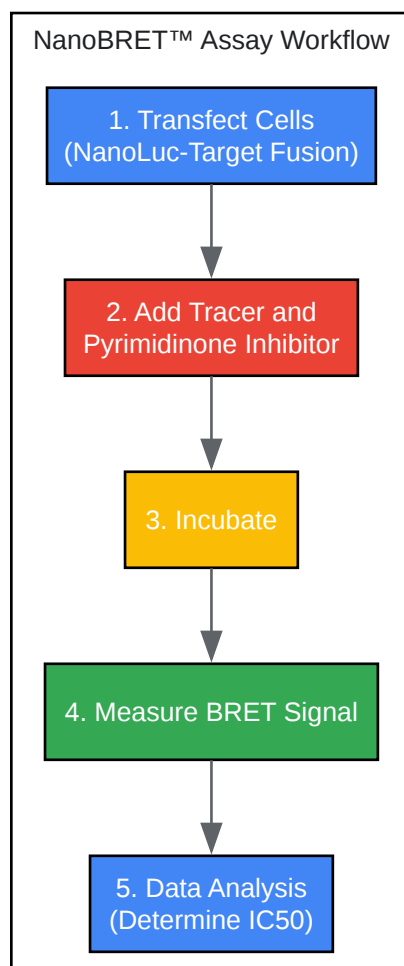 NanoBRET™ Assay Workflow
1. Transfect Cells
(NanoLuc-Target Fusion)
2. Add Tracer and
Pyrimidinone Inhibitor
3. Incubate
4. Measure BRET Signal
5. Data Analysis
(Determine IC50)